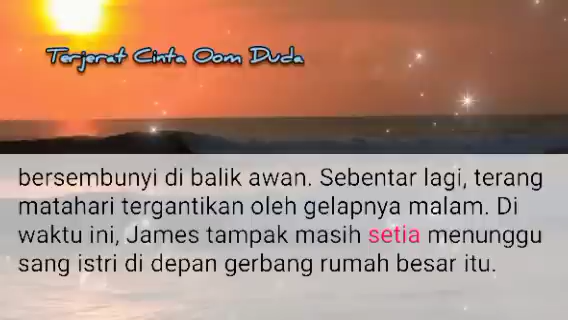 Terjerat Cinta Oom Duda
bersembunyi di balik awan. Sebentar lagi, terang
matahari tergantikan oleh gelapnya malam. Di
waktu ini, James tampak masih setia menunggu
sang istri di depan gerbang rumah besar itu.